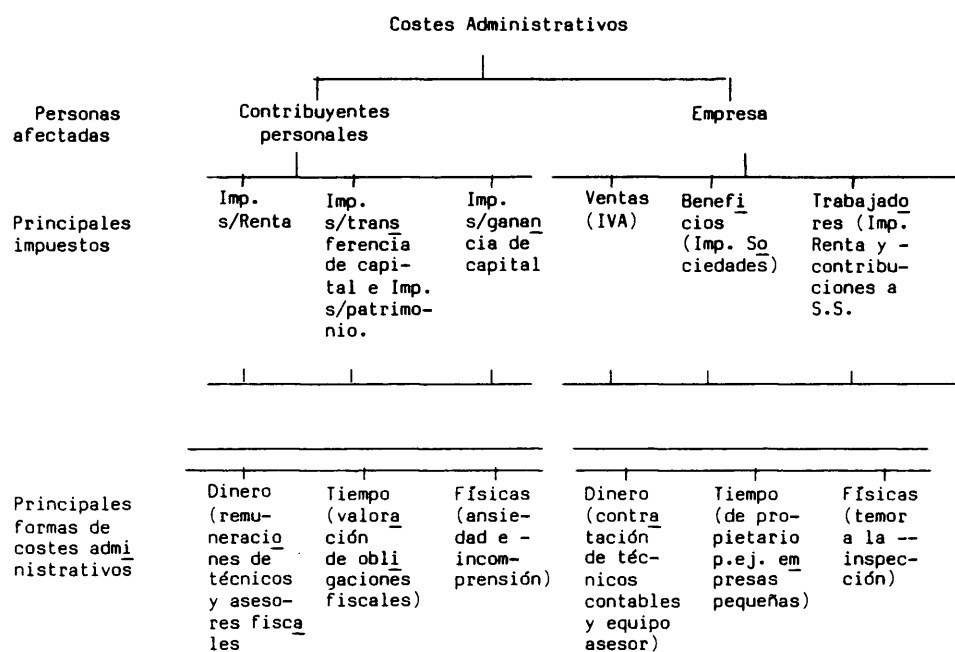 Costes Administrativos
Personas
afectadas
Contribuyentes
personales
Empresa
Principales
impuestos
Imp.
s/Renta
Imp.
s/trans
ferencia
de capi-
tal e Imp.
s/patrimo-
nio.
Imp.
s/ganan
cia de
capital
Ventas
(IVA)
Benefi
cios
(Imp. So
ciedades)
Trabajado
res (Imp.
Renta y -
contribu-
ciones a
S.S.
Principales
formas de
costes admi
nistrativos
Dinero
(remu-
neracio
nes de
técnicos
y aseso-
res fisca
les
Tiempo
(valora
ción
de obli
gaciones
fiscales)
Físicas
(ansie-
dad e -
incom-
prensión)
Dinero
(contra
tación
de téc-
nicos
contables
y equipo
asesor)
Tiempo
(de pro-
pietario
p.ej. em
presas
pequeñas)
Físicas
(temor
a la --
inspec-
ción)